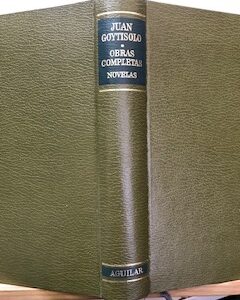 JUAN
GOYTISOLO
OBRAS
COMPLETAS
NOVELAS
AGUILAR